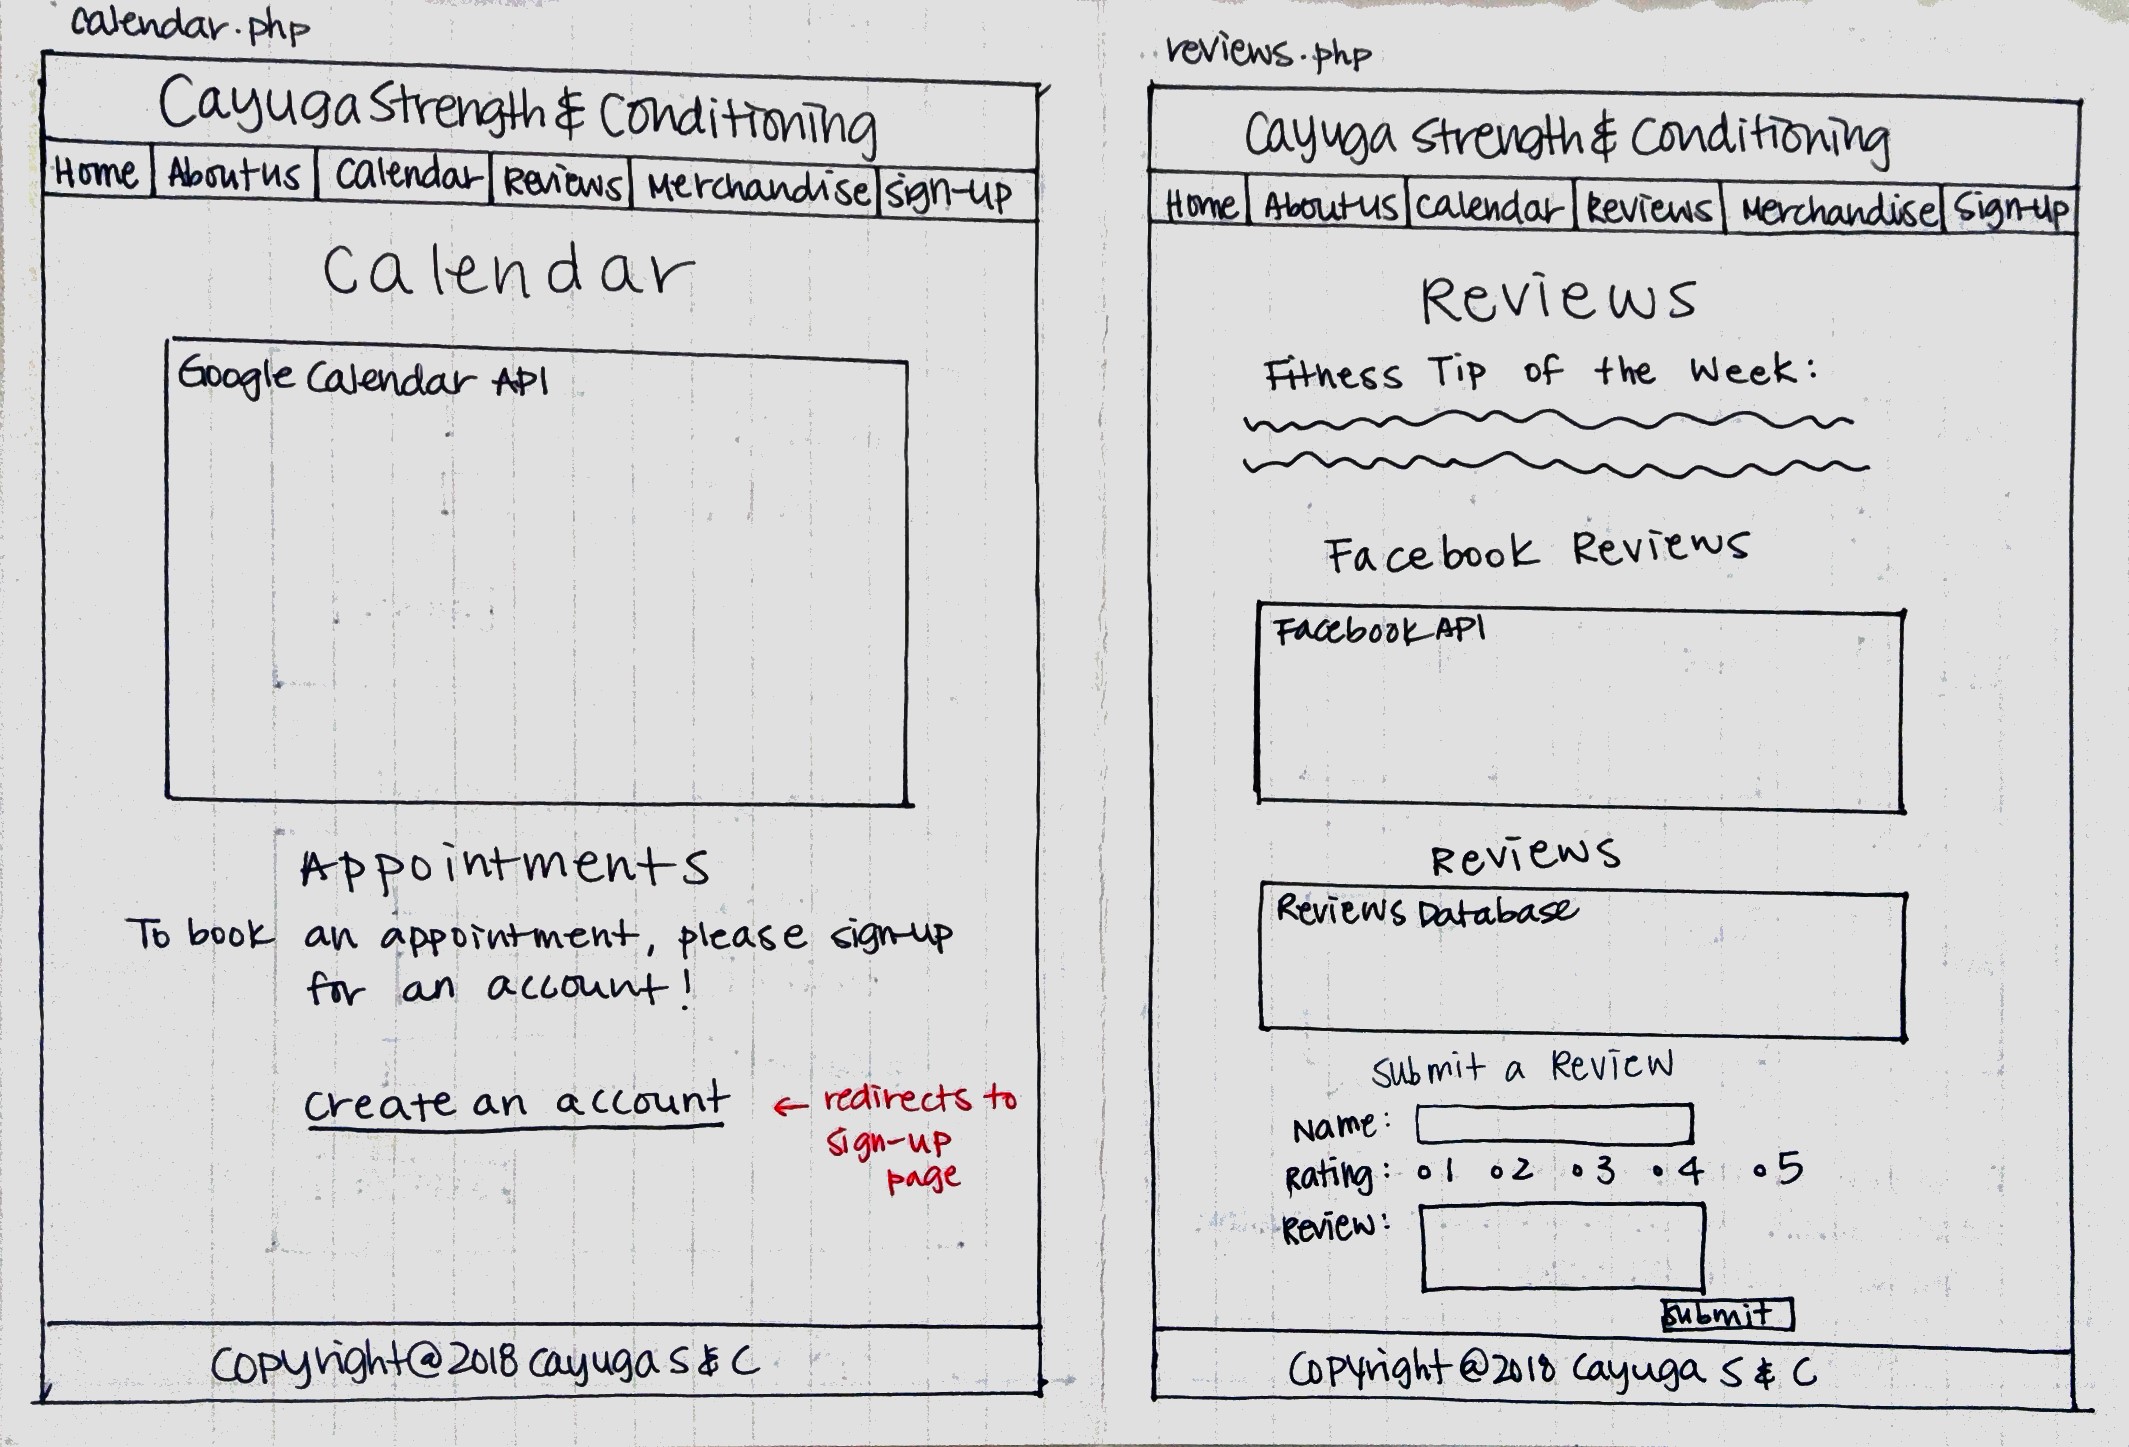 calendar.php
Cayuga Strength & Conditioning
Home About us Calendar Reviews Merchandise sign-up
Calendar
Google Calendar API
Appointments
To book an appointment, please sign-up
for an account!
create an account
← redirects to
sign-up
page
Copyright @ 2018 Cayuga S & C
reviews.php
Cayuga Strength & Conditioning
Home About us Calendar Reviews Merchandise Sign-up
Reviews
Fitness Tip of the Week:
Facebook Reviews
Facebook API
Reviews
Reviews Database
Submit a Review
Name:
Rating: 1 2 3 4 5
Review:
submit
Copyright @ 2018 Cayuga S & C